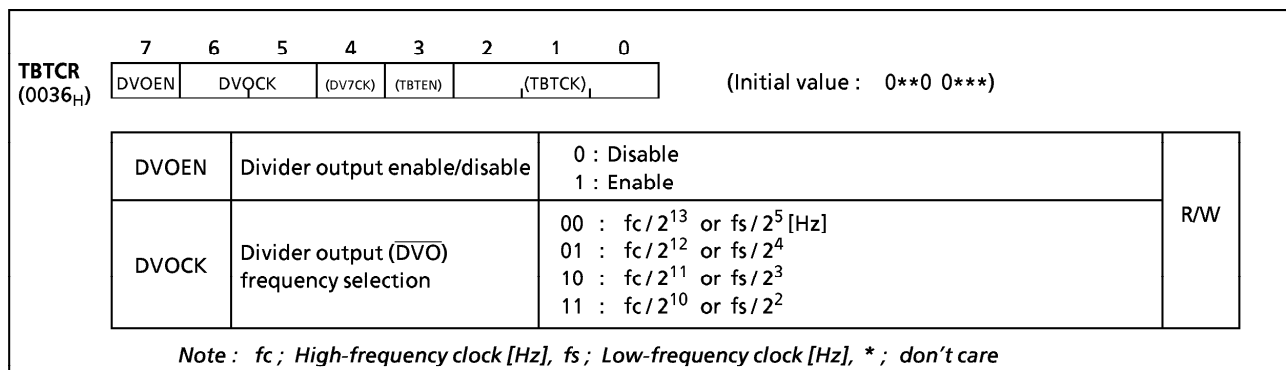 7 6 5 4 3 2 1 0
TBTCR
(0036H)
DVOEN DVOCK (DV7CK) (TBTEN) (TBTCK)
(Initial value : 0**0 0***)
DVOEN
Divider output enable/disable
0 : Disable
1 : Enable
R/W
DVOCK
Divider output (DVO)
frequency selection
00 : fc/2^13 or fs/2^5 [Hz]
01 : fc/2^12 or fs/2^4
10 : fc/2^11 or fs/2^3
11 : fc/2^10 or fs/2^2
Note : fc ; High-frequency clock [Hz], fs ; Low-frequency clock [Hz], * ; don't care